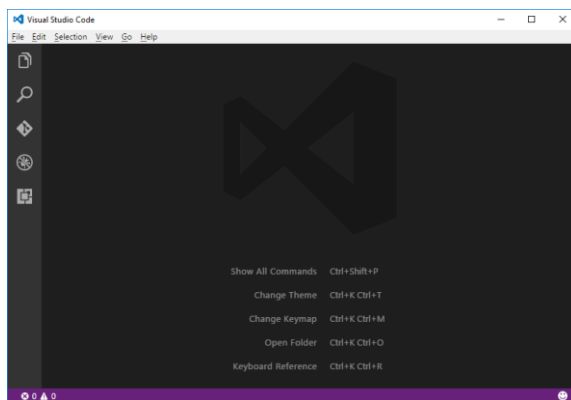 Visual Studio Code
File Edit Selection View Go Help
Show All Commands Ctrl+Shift+P
Change Theme Ctrl+K Ctrl+T
Change Keymap Ctrl+K Ctrl+M
Open Folder Ctrl+K Ctrl+O
Keyboard Reference Ctrl+K Ctrl+R
0 0